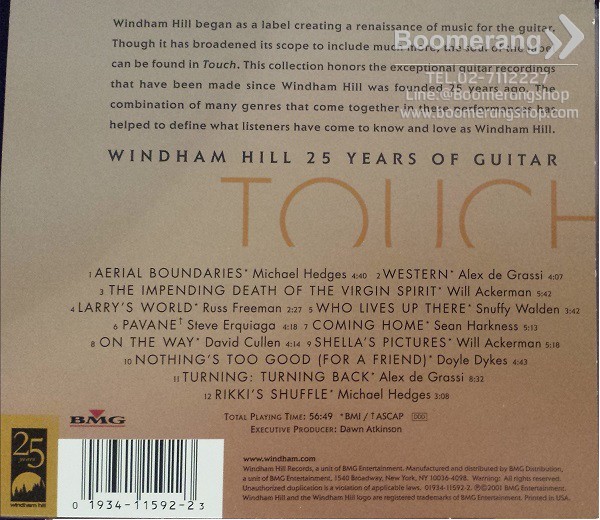 Windham Hill began as a label creating a renaissance of music for the guitar.
Though it has broadened its scope to include much more, the soul of the label
can be found in Touch. This collection honors the exceptional guitar recordings
that have been made since Windham Hill was founded 25 years ago. The
combination of many genres that come together in these performances has
helped to define what listeners have come to know and love as Windham Hill.
Boomerang
TEL.02-7112227
Line:@Boomerangshop
www.boomerangshop.com
WINDHAM HILL 25 YEARS OF GUITAR
TOUCH
1 AERIAL BOUNDARIES* Michael Hedges 4:40 2 WESTERN* Alex de Grassi 4:07
3 THE IMPENDING DEATH OF THE VIRGIN SPIRIT* Will Ackerman 5:42
4 LARRY'S WORLD* Russ Freeman 2:27 5 WHO LIVES UP THERE* Snuffy Walden 3:42
6 PAVANE† Steve Erquiaga 4:18 7 COMING HOME* Sean Harkness 5:13
8 ON THE WAY* David Cullen 4:14 9 SHELLA'S PICTURES* Will Ackerman 5:18
10 NOTHING'S TOO GOOD (FOR A FRIEND)* Doyle Dykes 4:43
11 TURNING: TURNING BACK* Alex de Grassi 8:32
12 RIKKI'S SHUFFLE* Michael Hedges 3:08
TOTAL PLAYING TIME: 56:49 *BMI / †ASCAP DDD
EXECUTIVE PRODUCER: DAWN ATKINSON
BMG
25
years
windham hill
0 1934-11592-2 3
www.windham.com
Windham Hill Records, a unit of BMG Entertainment. Manufactured and distributed by BMG Distribution,
a unit of BMG Entertainment, 1540 Broadway, New York, NY 10036-4098. Warning: All rights reserved.
Unauthorized duplication is a violation of applicable laws. 01934-11592-2. ℗©2001 BMG Entertainment.
Windham Hill and the Windham Hill logo are registered trademarks of BMG Entertainment. Printed in USA.